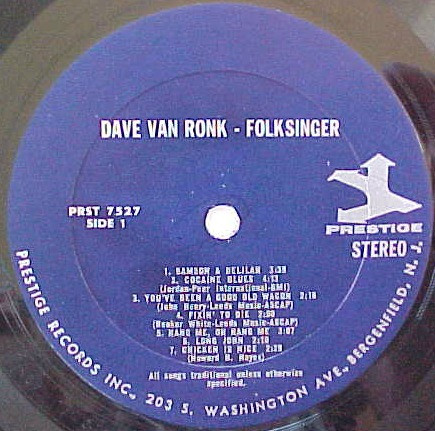 DAVE VAN RONK - FOLKSINGER
PRST 7527
SIDE 1
PRESTIGE
STEREO
1. SAMSON & DELILAH 3:38
2. COCAINE BLUES 4:13
(Jordan-Peer International-BMI)
3. YOU'VE BEEN A GOOD OLD WAGON 2:16
(John Henry-Leeds Music-ASCAP)
4. FIXIN' TO DIE 2:50
(Booker White-Leeds Music-ASCAP)
5. HANG ME, OH HANG ME 3:07
6. LONG JOHN 2:10
7. CHICKEN IS NICE 2:29
(Howard B. Hayes)
All songs traditional unless otherwise
specified.
PRESTIGE RECORDS INC., 203 S. WASHINGTON AVE., BERGENFIELD, N. J.